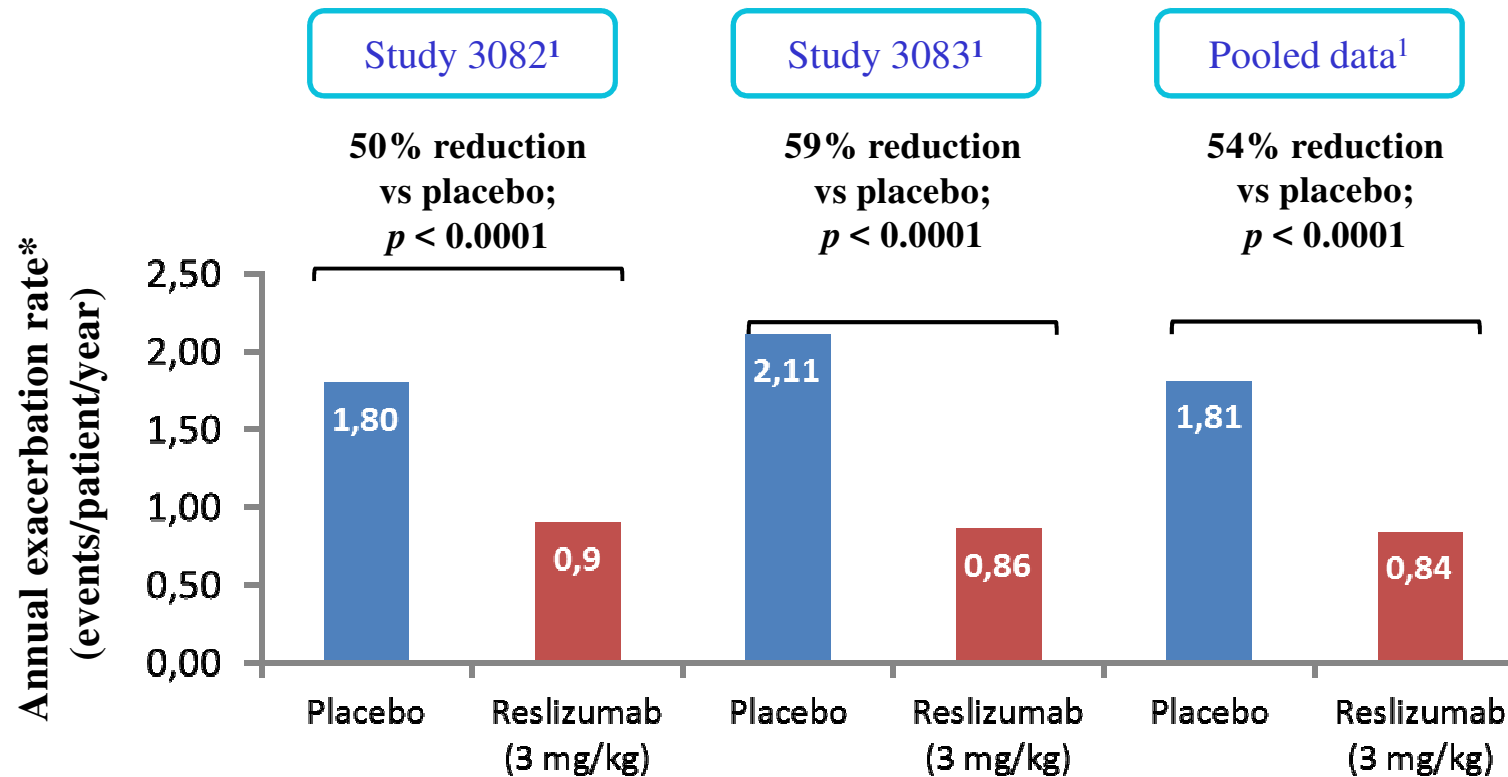 Study 3082¹
Study 3083¹
Pooled data¹
50% reduction
vs placebo;
p < 0.0001
59% reduction
vs placebo;
p < 0.0001
54% reduction
vs placebo;
p < 0.0001
Annual exacerbation rate*
(events/patient/year)
2,50
2,00
1,50
1,00
0,50
0,00
1,80
0,9
2,11
0,86
1,81
0,84
Placebo
Reslizumab
(3 mg/kg)
Placebo
Reslizumab
(3 mg/kg)
Placebo
Reslizumab
(3 mg/kg)